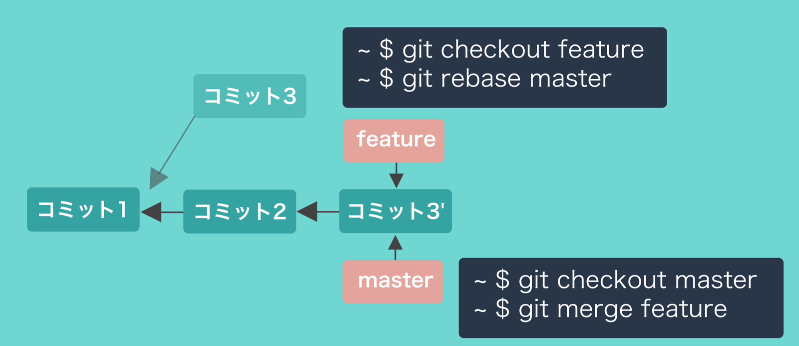 ~ $ git checkout feature
~ $ git rebase master
コミット3
feature
コミット1
コミット2
コミット3'
master
~ $ git checkout master
~ $ git merge feature